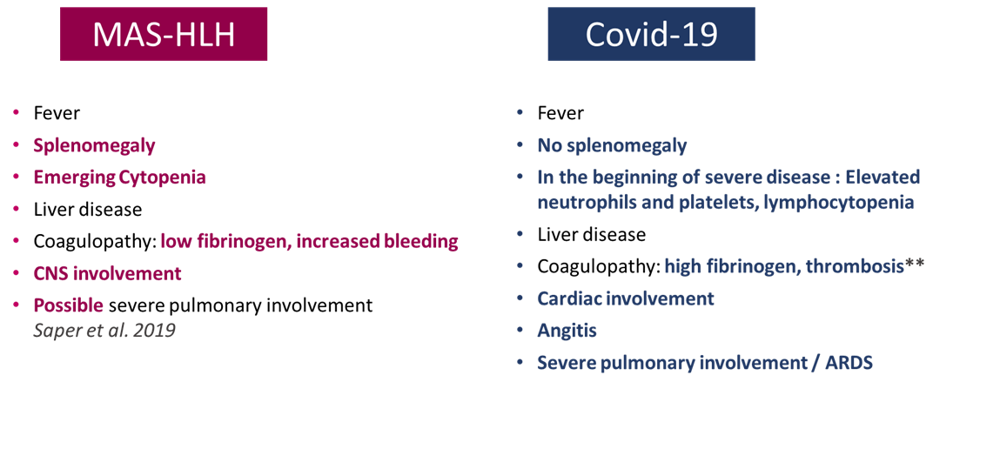 MAS-HLH
• Fever
• Splenomegaly
• Emerging Cytopenia
• Liver disease
• Coagulopathy: low fibrinogen, increased bleeding
• CNS involvement
• Possible severe pulmonary involvement
Saper et al. 2019
Covid-19
• Fever
• No splenomegaly
• In the beginning of severe disease : Elevated
neutrophils and platelets, lymphocytopenia
• Liver disease
• Coagulopathy: high fibrinogen, thrombosis**
• Cardiac involvement
• Angitis
• Severe pulmonary involvement / ARDS